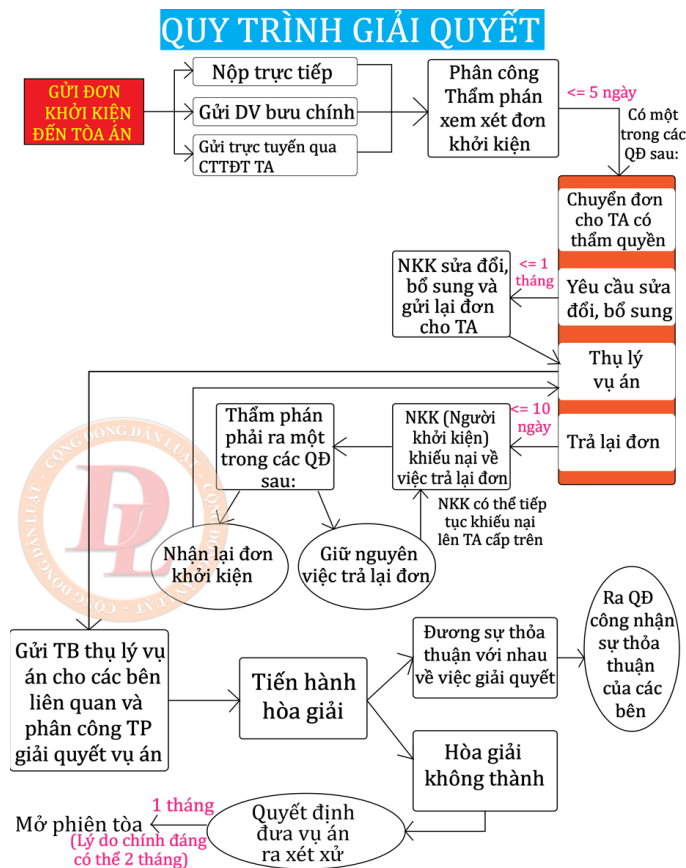 QUY TRÌNH GIẢI QUYẾT
GỬI ĐƠN
KHỞI KIỆN
ĐẾN TÒA ÁN
Nộp trực tiếp
Gửi DV bưu chính
Gửi trực tuyến qua
CTTĐT TA
Phân công
Thẩm phán
xem xét đơn
khởi kiện
<= 5 ngày
Có một
trong các
QĐ sau:
Chuyển đơn
cho TA có
thẩm quyền
Yêu cầu sửa
đổi, bổ sung
Thụ lý
vụ án
Trả lại đơn
<= 1
tháng
NKK sửa đổi,
bổ sung và
gửi lại đơn
cho TA
<= 10
ngày
NKK (Người
khởi kiện)
khiếu nại về
việc trả lại đơn
Thẩm phán
phải ra một
trong các QĐ
sau:
NKK có thể tiếp
tục khiếu nại
lên TA cấp trên
Nhận lại đơn
khởi kiện
Giữ nguyên
việc trả lại đơn
CỘNG ĐỒNG DÂN LUẬT - CỘNG ĐỒNG DÂN LUẬT -
DL
Gửi TB thụ lý vụ
án cho các bên
liên quan và
phân công TP
giải quyết vụ án
Tiến hành
hòa giải
Đương sự thỏa
thuận với nhau
về việc giải quyết
Ra QĐ
công nhận
sự thỏa
thuận
của các
bên
Hòa giải
không thành
Quyết định
đưa vụ án
ra xét xử
1 tháng
Mở phiên tòa
(Lý do chính đáng
có thể 2 tháng)